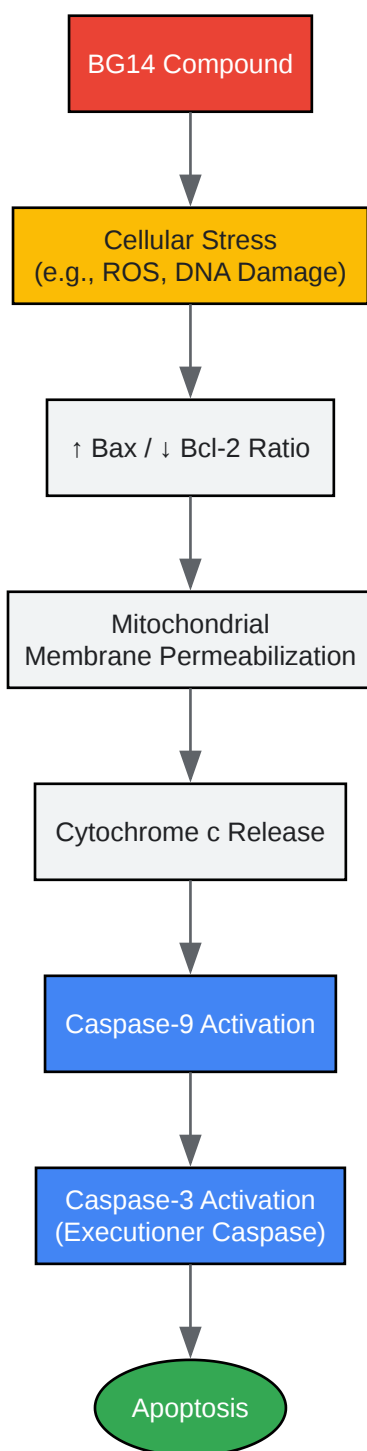 BG14 Compound
Cellular Stress
(e.g., ROS, DNA Damage)
↑ Bax / ↓ Bcl-2 Ratio
Mitochondrial
Membrane Permeabilization
Cytochrome c Release
Caspase-9 Activation
Caspase-3 Activation
(Executioner Caspase)
Apoptosis